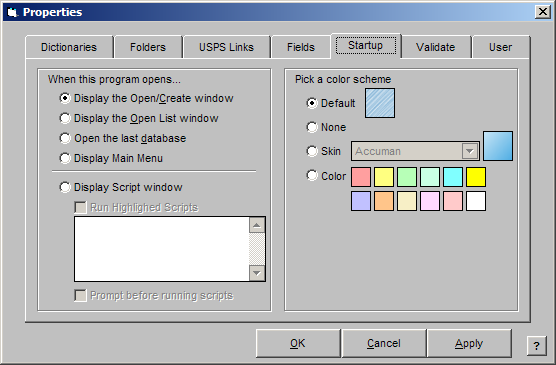 Properties
Dictionaries Folders USPS Links Fields Startup Validate User
When this program opens...
Display the Open/Create window
Display the Open List window
Open the last database
Display Main Menu
Display Script window
Run Highlighed Scripts
Prompt before running scripts
Pick a color scheme
Default
None
Skin Accuman
Color
OK Cancel Apply ?